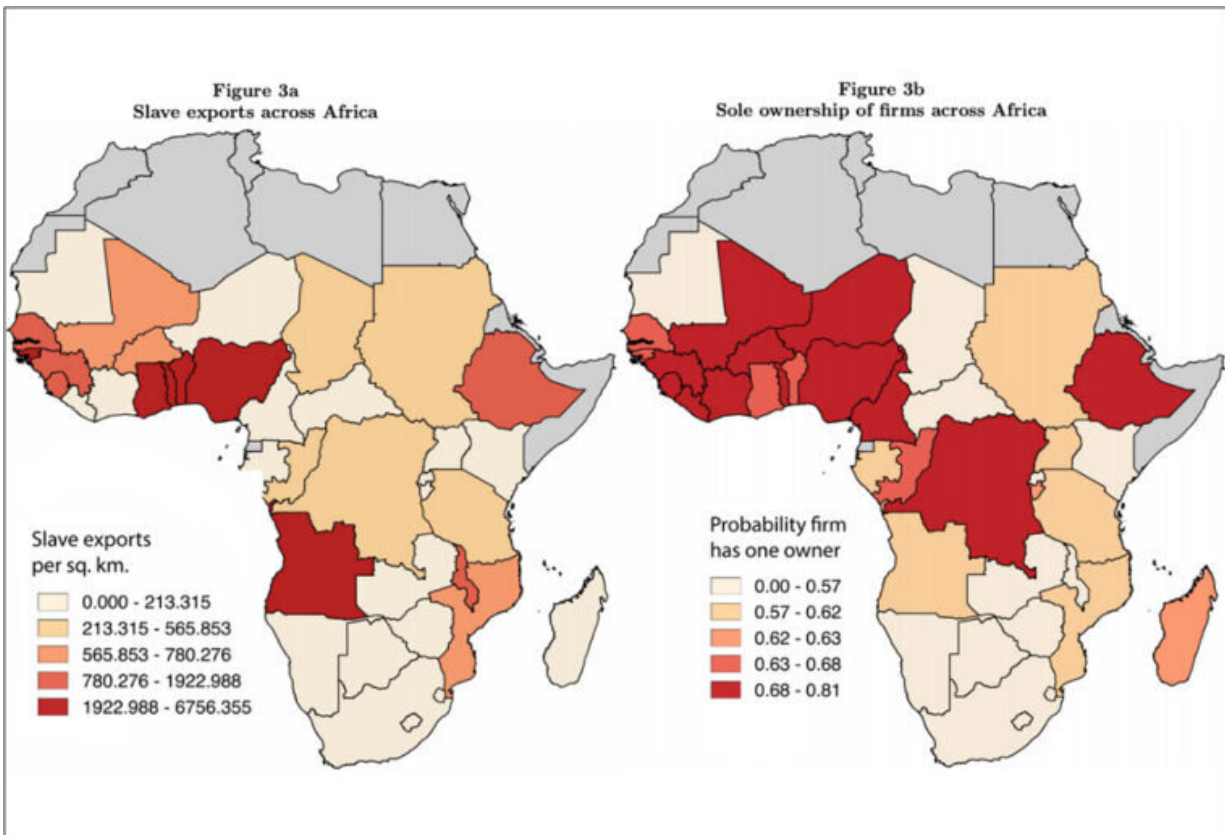 Figure 3a
Slave exports across Africa
Slave exports
per sq. km.
0.000 - 213.315
213.315 - 565.853
565.853 - 780.276
780.276 - 1922.988
1922.988 - 6756.355
Figure 3b
Sole ownership of firms across Africa
Probability firm
has one owner
0.00 - 0.57
0.57 - 0.62
0.62 - 0.63
0.63 - 0.68
0.68 - 0.81